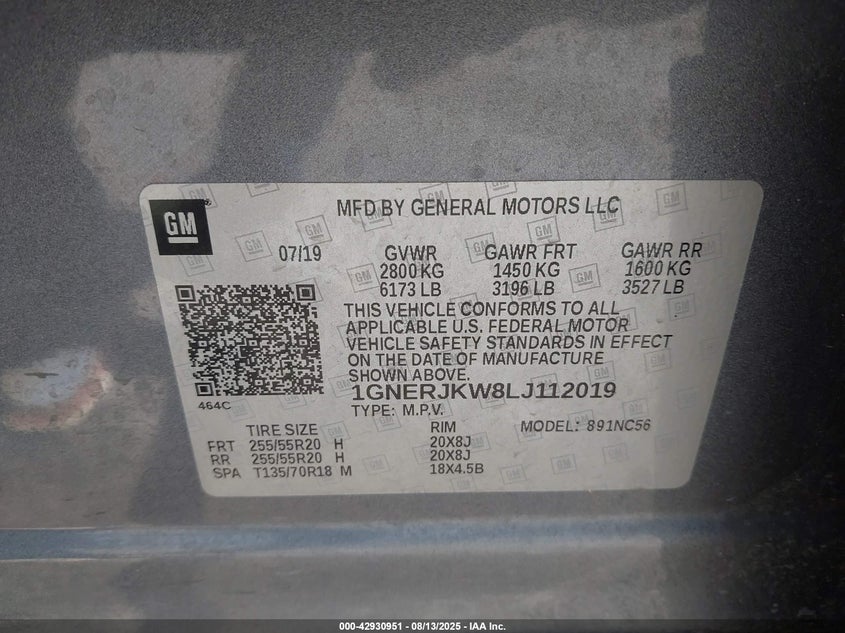 GM
MFD BY GENERAL MOTORS LLC
07/19 GVWR GAWR FRT GAWR RR
2800 KG 1450 KG 1600 KG
6173 LB 3196 LB 3527 LB
THIS VEHICLE CONFORMS TO ALL
APPLICABLE U.S. FEDERAL MOTOR
VEHICLE SAFETY STANDARDS IN EFFECT
ON THE DATE OF MANUFACTURE
SHOWN ABOVE.
464C
1GNERJKW8LJ112019
TYPE: M.P.V. MODEL: 891NC56
TIRE SIZE RIM
FRT 255/55R20 H 20X8J
RR 255/55R20 H 20X8J
SPA T135/70R18 M 18X4.5B
000-42930951 - 08/13/2025 - IAA Inc.